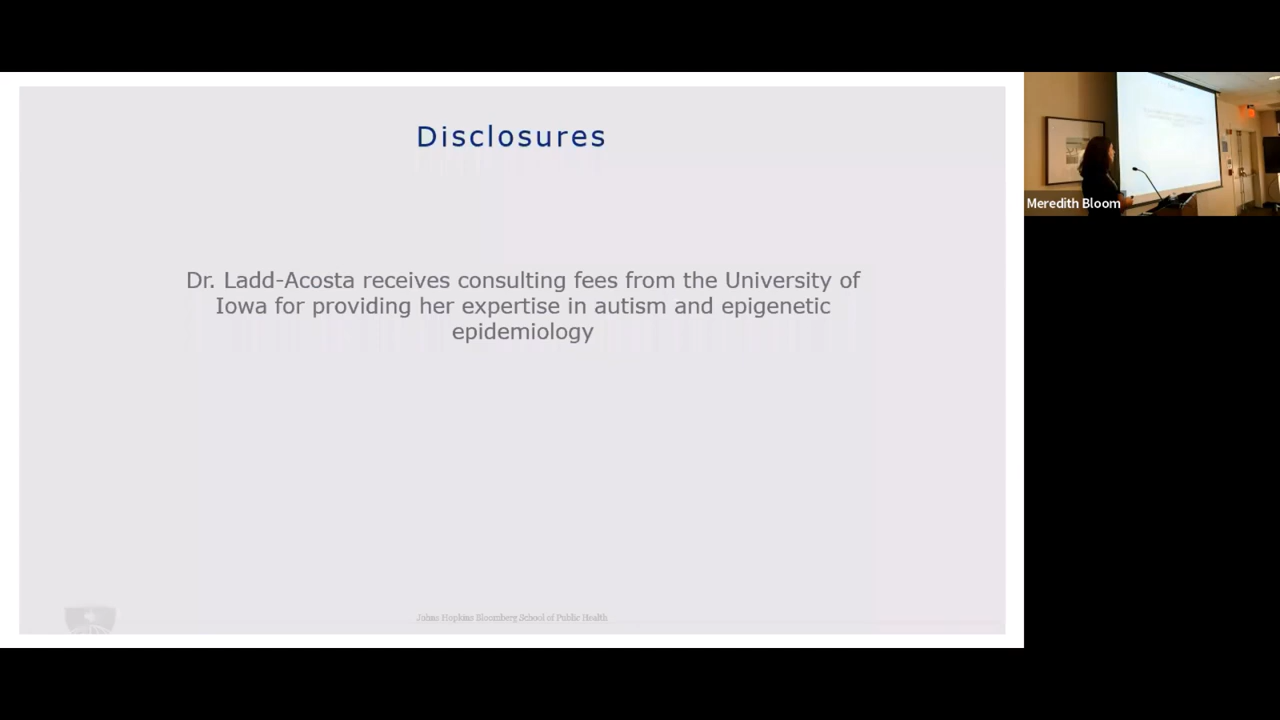 Disclosures
Dr. Ladd-Acosta receives consulting fees from the University of
Iowa for providing her expertise in autism and epigenetic
epidemiology
Johns Hopkins Bloomberg School of Public Health
Meredith Bloom